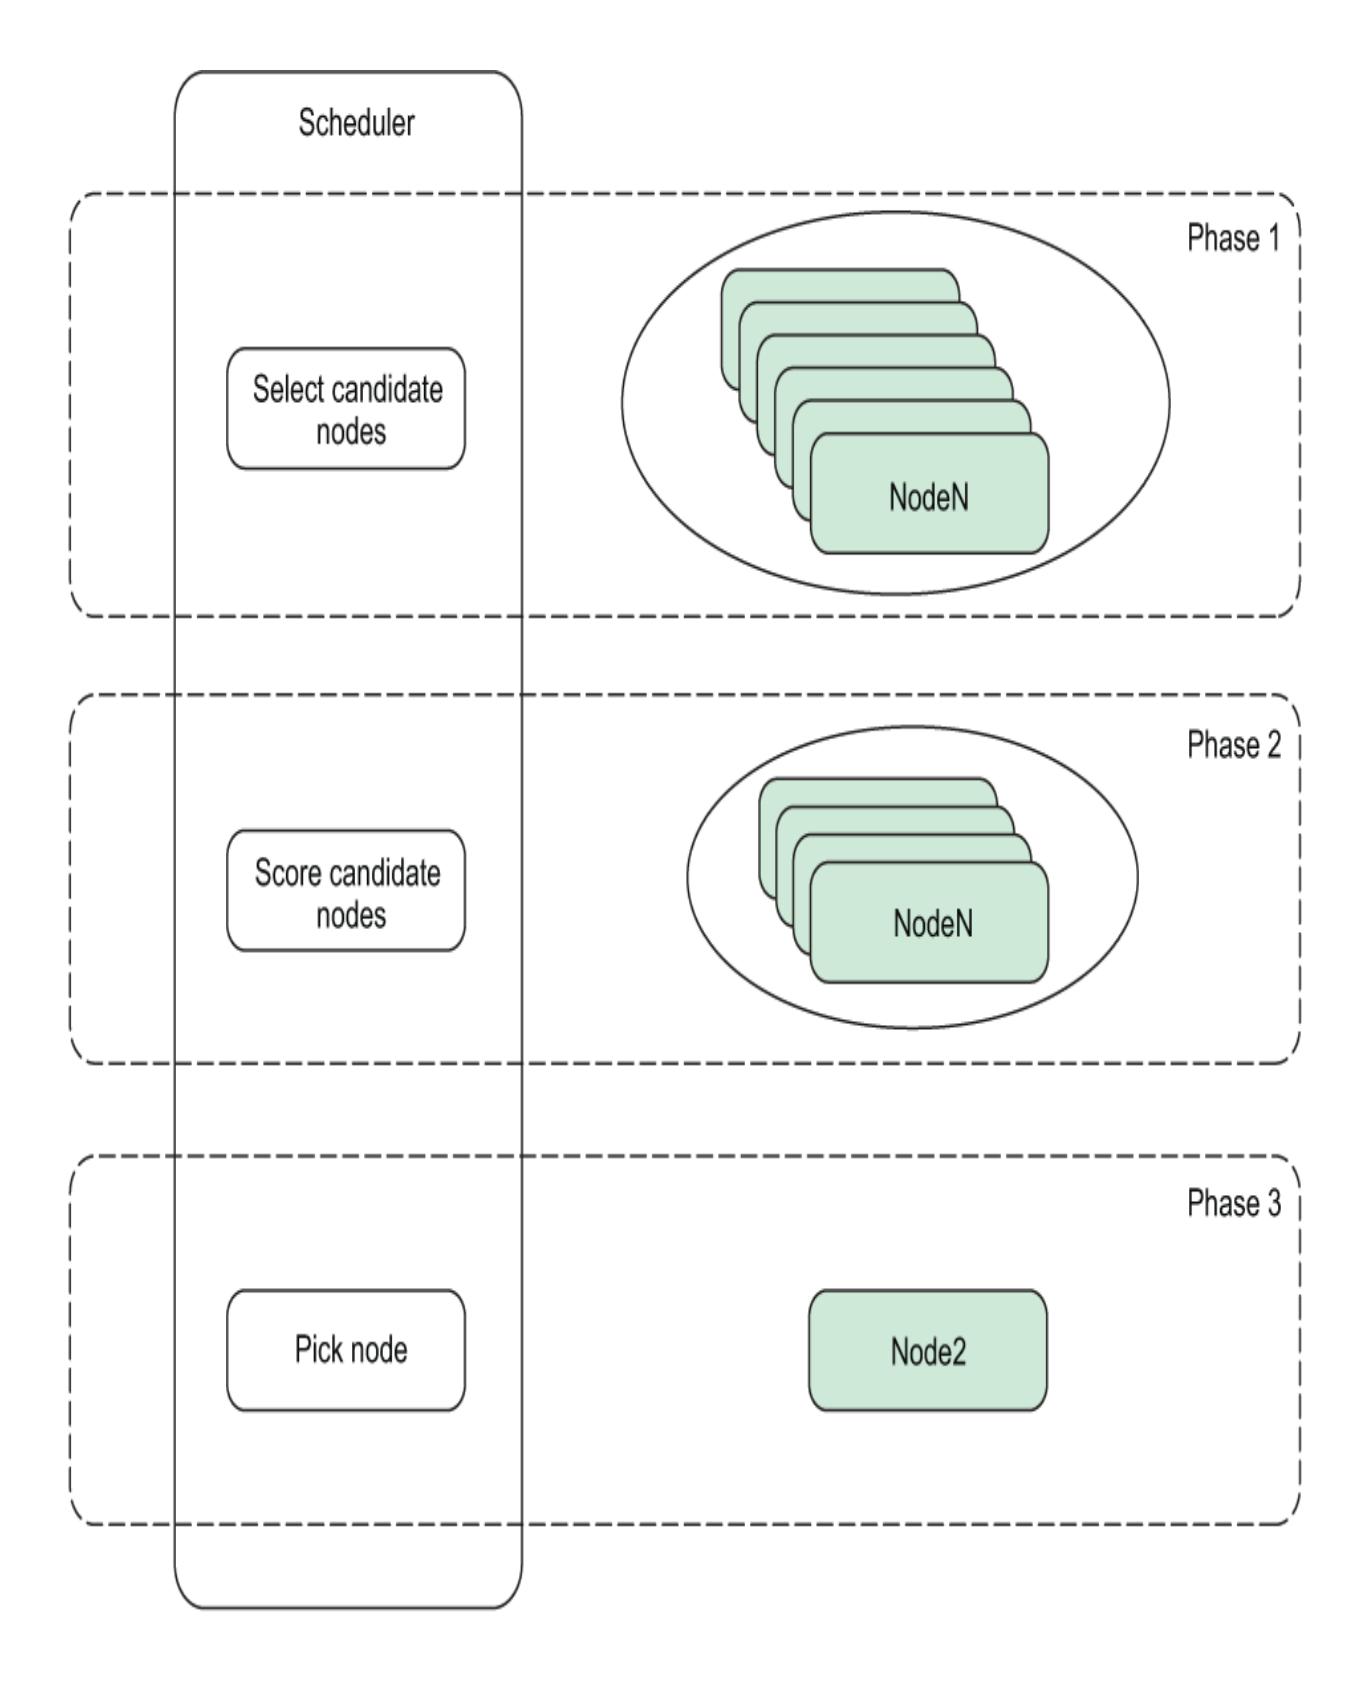 Scheduler
Phase 1
Select candidate
nodes
NodeN
Phase 2
Score candidate
nodes
NodeN
Phase 3
Pick node
Node2